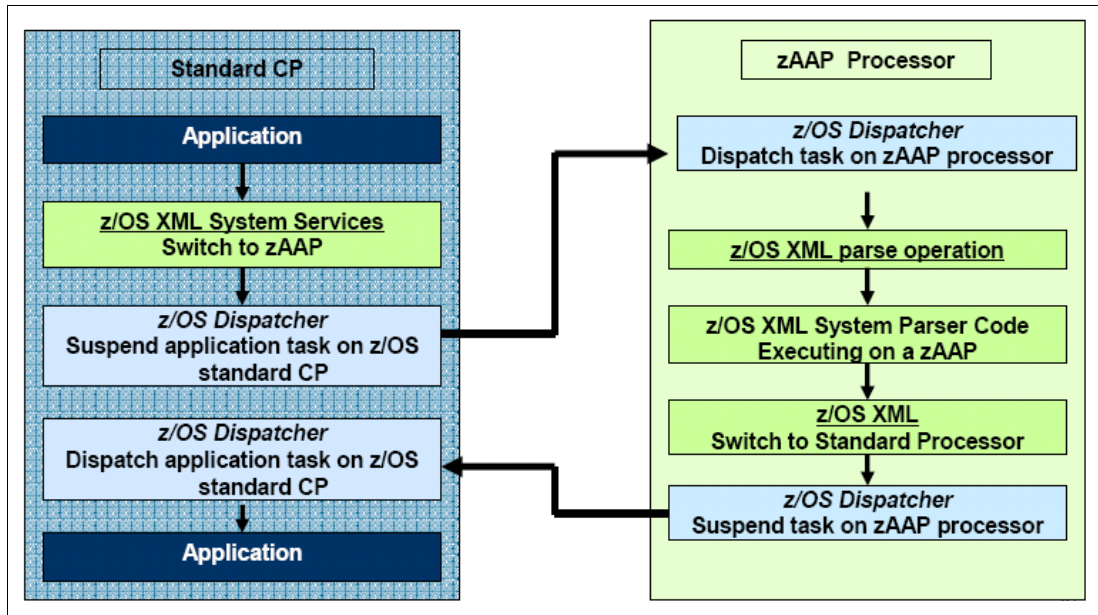 Standard CP
Application
z/OS XML System Services
Switch to zAAP
z/OS Dispatcher
Suspend application task on z/OS
standard CP
z/OS Dispatcher
Dispatch application task on z/OS
standard CP
Application
zAAP Processor
z/OS Dispatcher
Dispatch task on zAAP processor
z/OS XML parse operation
z/OS XML System Parser Code
Executing on a zAAP
z/OS XML
Switch to Standard Processor
z/OS Dispatcher
Suspend task on zAAP processor